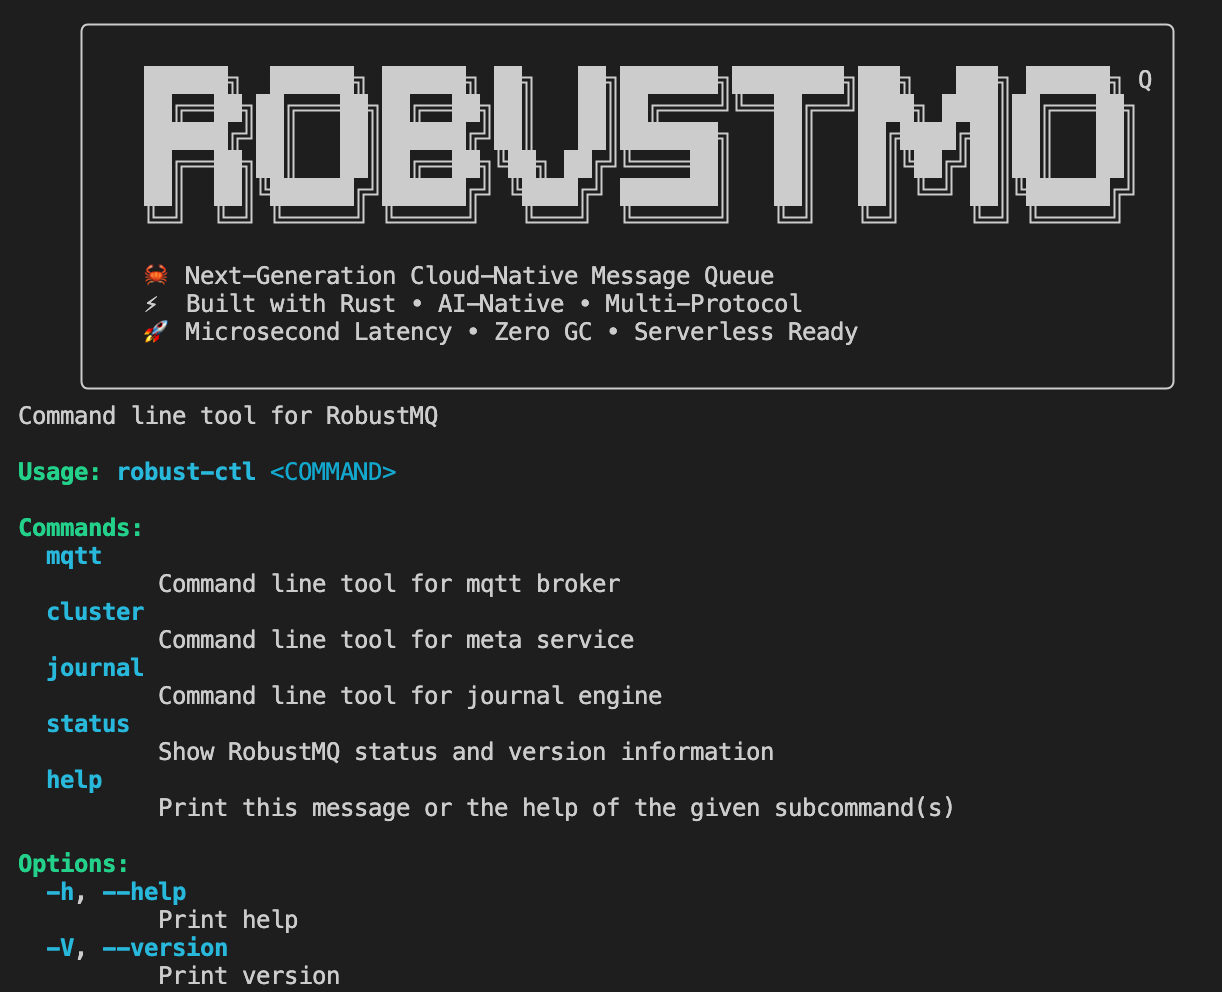 ROBUSTMO Q
🦀 Next-Generation Cloud-Native Message Queue
⚡ Built with Rust • AI-Native • Multi-Protocol
🚀 Microsecond Latency • Zero GC • Serverless Ready
Command line tool for RobustMQ
Usage: robust-ctl <COMMAND>
Commands:
mqtt
Command line tool for mqtt broker
cluster
Command line tool for meta service
journal
Command line tool for journal engine
status
Show RobustMQ status and version information
help
Print this message or the help of the given subcommand(s)
Options:
-h, --help
Print help
-V, --version
Print version